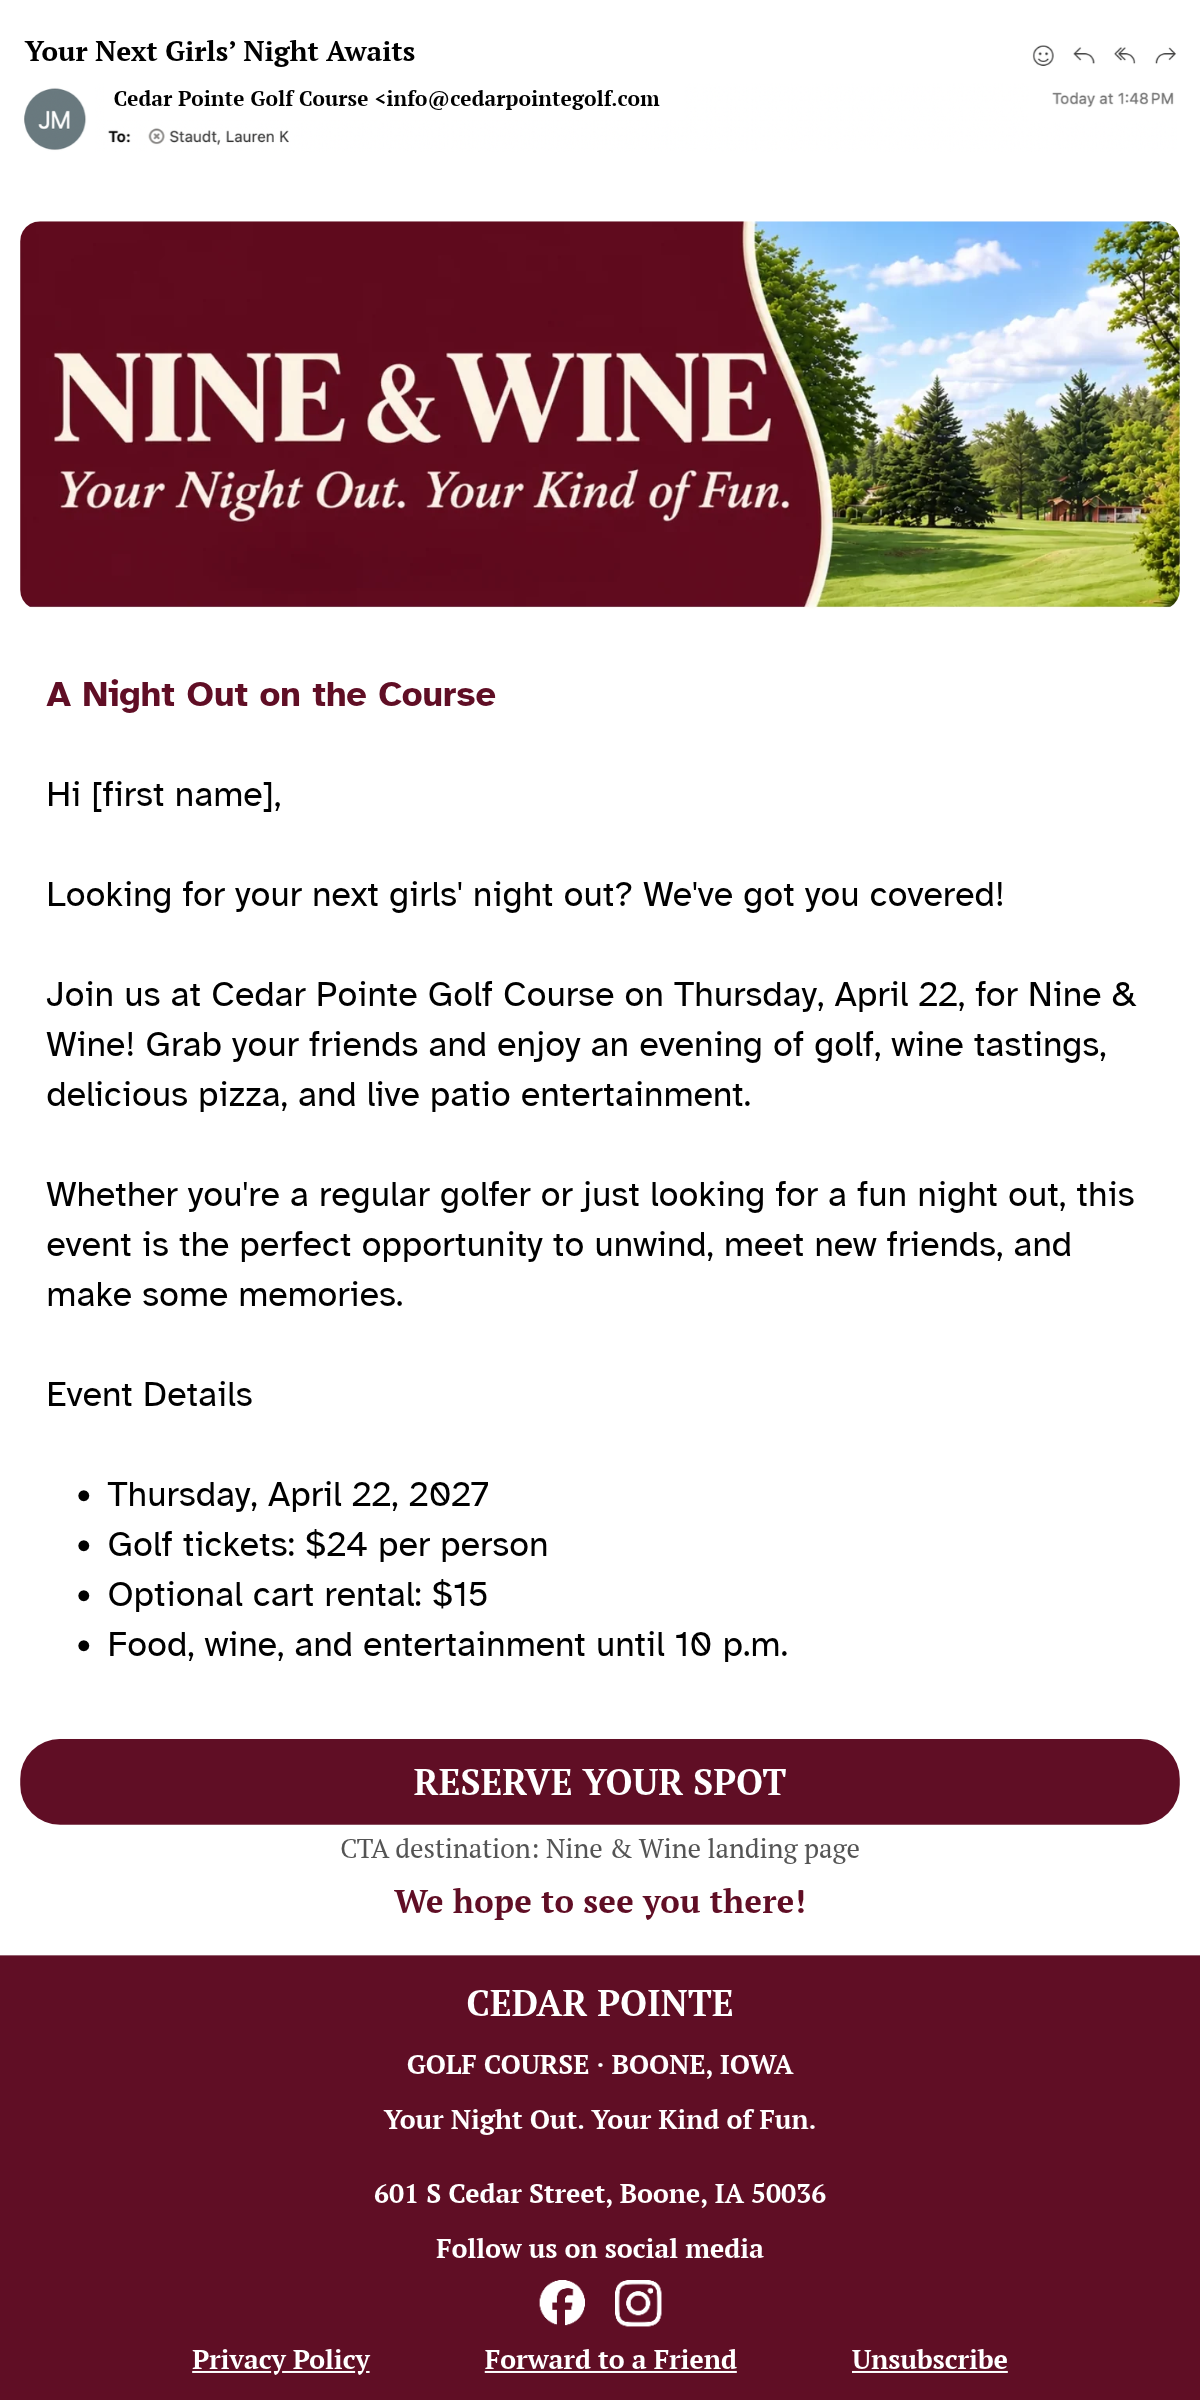 Your Next Girls’ Night Awaits
Cedar Pointe Golf Course <info@cedarpointegolf.com
Today at 1:48 PM
JM
To: Staudt, Lauren K
NINE & WINE
Your Night Out. Your Kind of Fun.
A Night Out on the Course
Hi [first name],
Looking for your next girls' night out? We've got you covered!
Join us at Cedar Pointe Golf Course on Thursday, April 22, for Nine &
Wine! Grab your friends and enjoy an evening of golf, wine tastings,
delicious pizza, and live patio entertainment.
Whether you're a regular golfer or just looking for a fun night out, this
event is the perfect opportunity to unwind, meet new friends, and
make some memories.
Event Details
• Thursday, April 22, 2027
• Golf tickets: $24 per person
• Optional cart rental: $15
• Food, wine, and entertainment until 10 p.m.
RESERVE YOUR SPOT
CTA destination: Nine & Wine landing page
We hope to see you there!
CEDAR POINTE
GOLF COURSE · BOONE, IOWA
Your Night Out. Your Kind of Fun.
601 S Cedar Street, Boone, IA 50036
Follow us on social media
Privacy Policy Forward to a Friend Unsubscribe